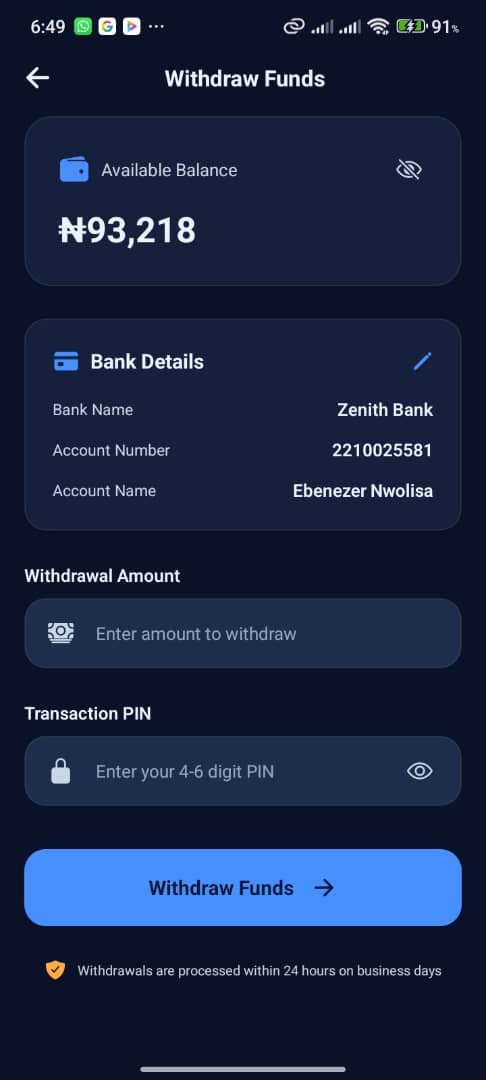 6:49 G ... 91%
Withdraw Funds
Available Balance
₦93,218
Bank Details
Bank Name Zenith Bank
Account Number 2210025581
Account Name Ebenezer Nwolisa
Withdrawal Amount
Enter amount to withdraw
Transaction PIN
Enter your 4-6 digit PIN
Withdraw Funds →
Withdrawals are processed within 24 hours on business days